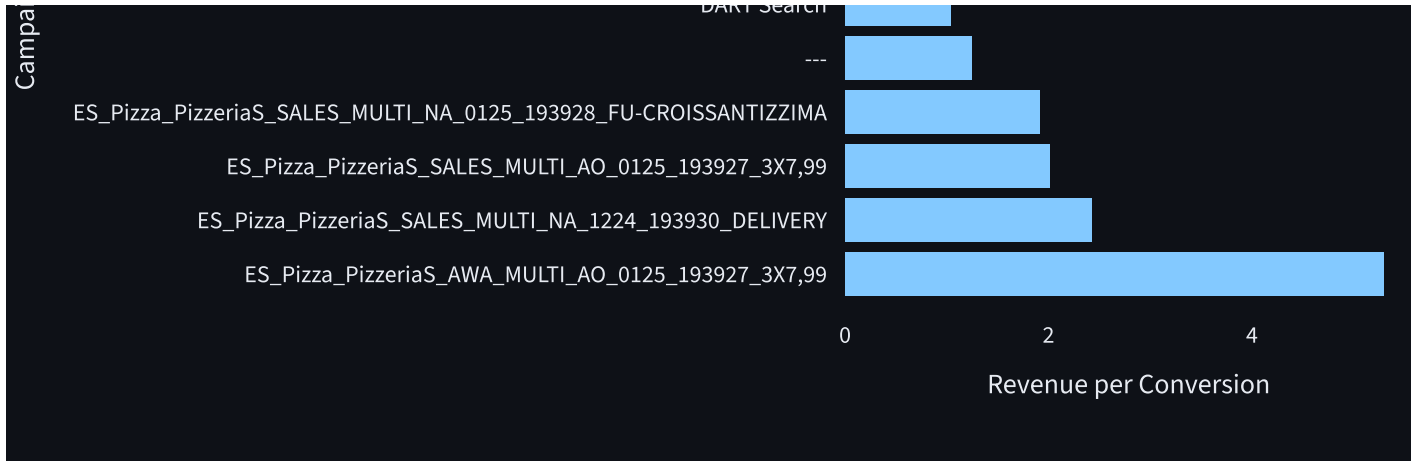 DART Search
Campai
---
ES_Pizza_PizzeriaS_SALES_MULTI_NA_0125_193928_FU-CROISSANTIZZIMA
ES_Pizza_PizzeriaS_SALES_MULTI_AO_0125_193927_3X7,99
ES_Pizza_PizzeriaS_SALES_MULTI_NA_1224_193930_DELIVERY
ES_Pizza_PizzeriaS_AWA_MULTI_AO_0125_193927_3X7,99
0 2 4
Revenue per Conversion